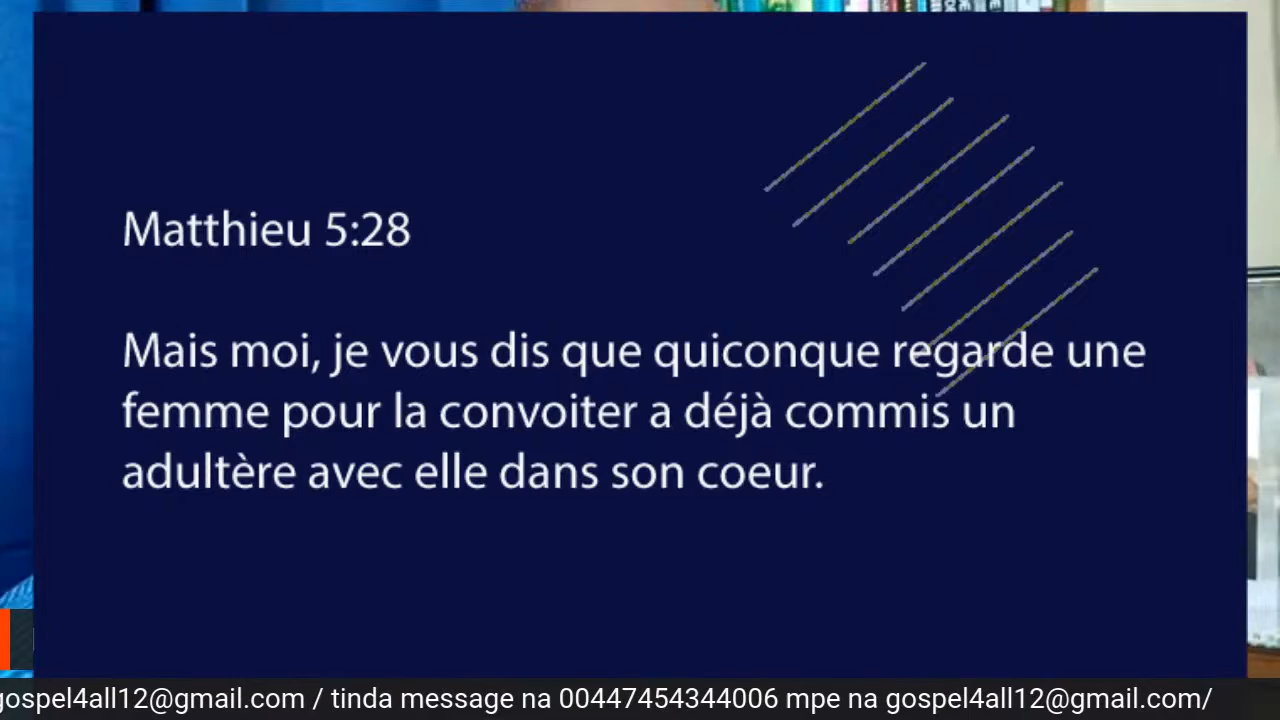 Matthieu 5:28
Mais moi, je vous dis que quiconque regarde une
femme pour la convoiter a déjà commis un
adultère avec elle dans son coeur.
gospel4all12@gmail.com / tinda message na 00447454344006 mpe na gospel4all12@gmail.com/